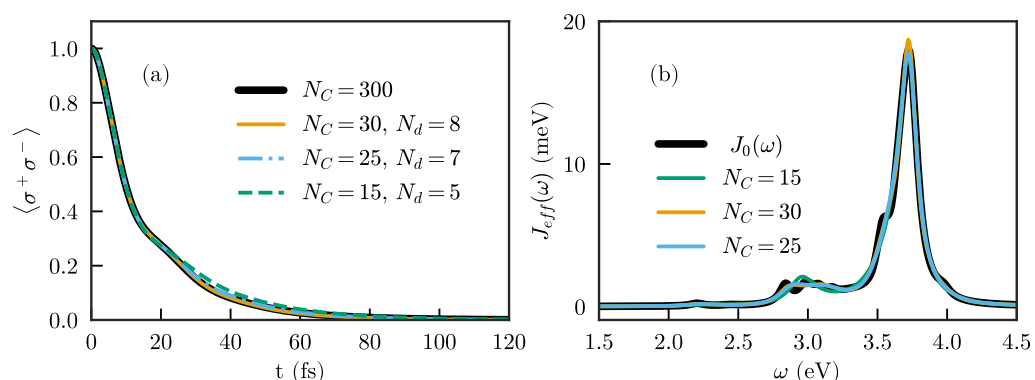 1.0
0.8
0.6
0.4
0.2
0.0
⟨σ⁺σ⁻⟩
(a)
N_C = 300
N_C = 30, N_d = 8
N_C = 25, N_d = 7
N_C = 15, N_d = 5
0 20 40 60 80 100 120
t (fs)
20
10
0
J_eff(ω) (meV)
(b)
J_0(ω)
N_C = 15
N_C = 30
N_C = 25
1.5 2.0 2.5 3.0 3.5 4.0 4.5
ω (eV)